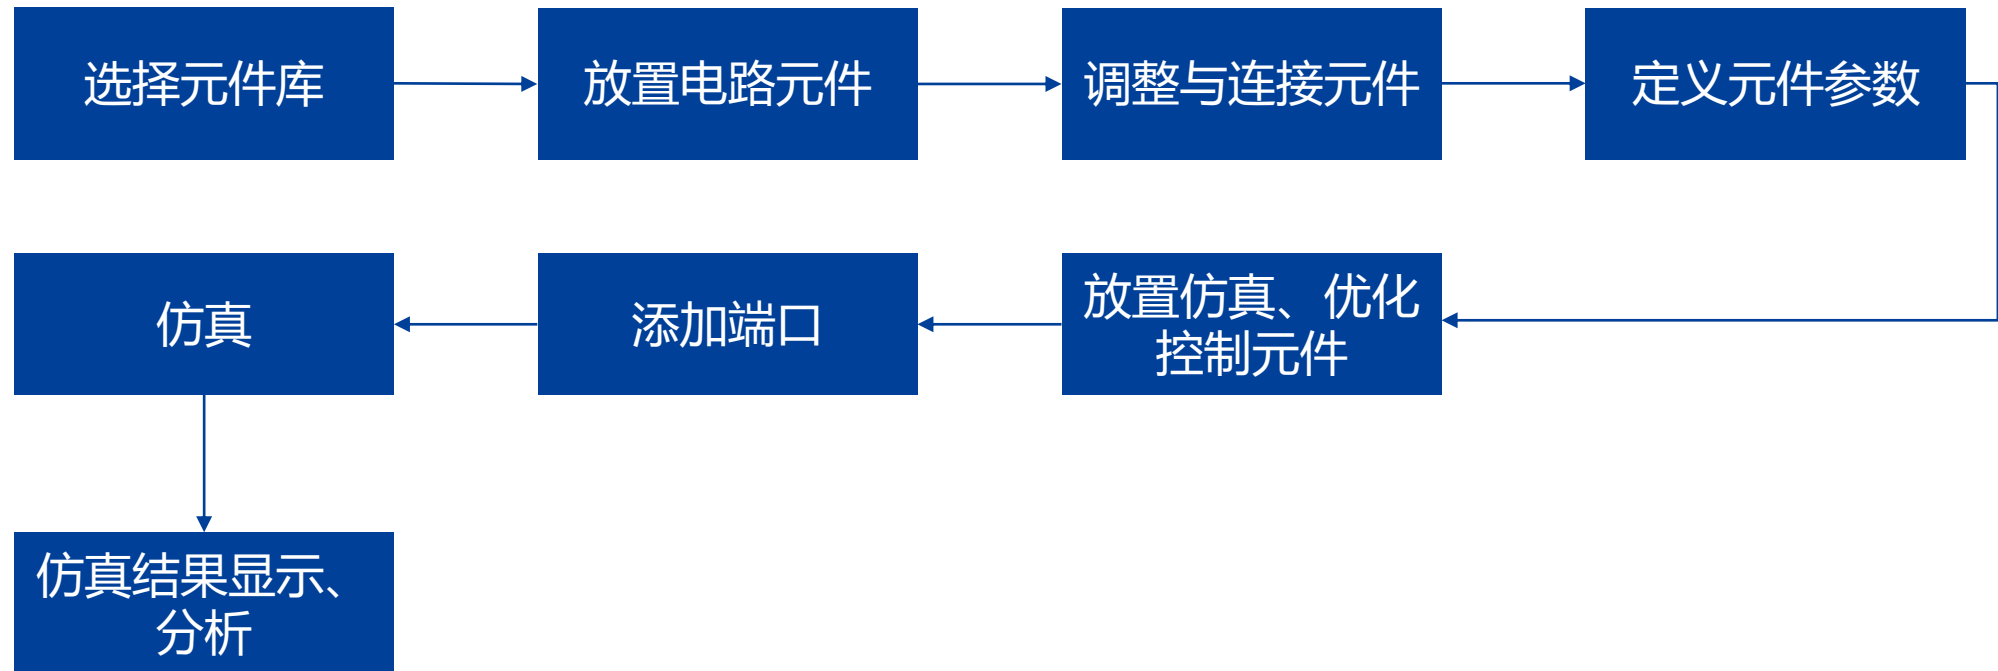 选择元件库
放置电路元件
调整与连接元件
定义元件参数
放置仿真、优化
控制元件
添加端口
仿真
仿真结果显示、
分析